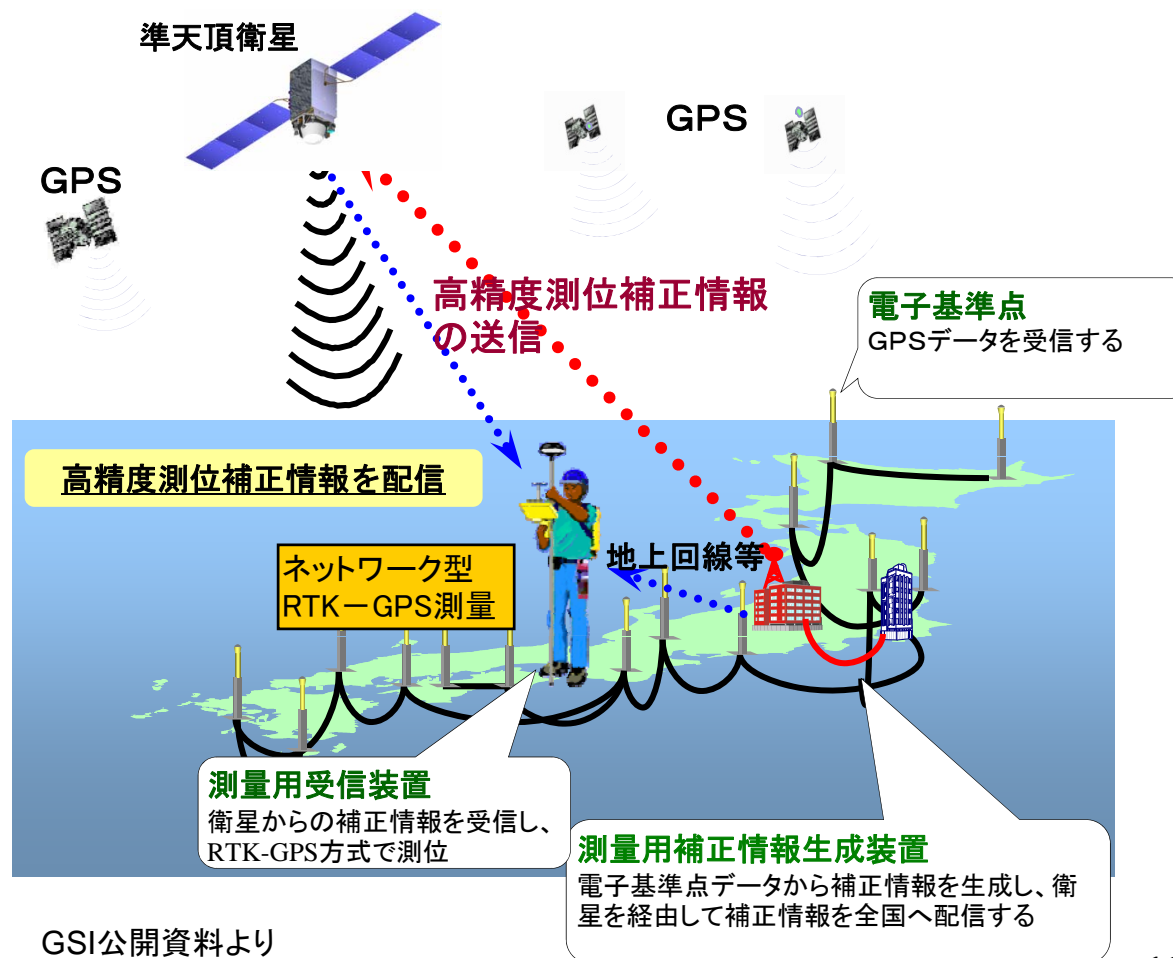 準天頂衛星
GPS
GPS
高精度測位補正情報
の送信
電子基準点
GPSデータを受信する
高精度測位補正情報を配信
ネットワーク型
RTK－GPS測量
地上回線等
測量用受信装置
衛星からの補正情報を受信し、
RTK-GPS方式で測位
測量用補正情報生成装置
電子基準点データから補正情報を生成し、衛
星を経由して補正情報を全国へ配信する
GSI公開資料より